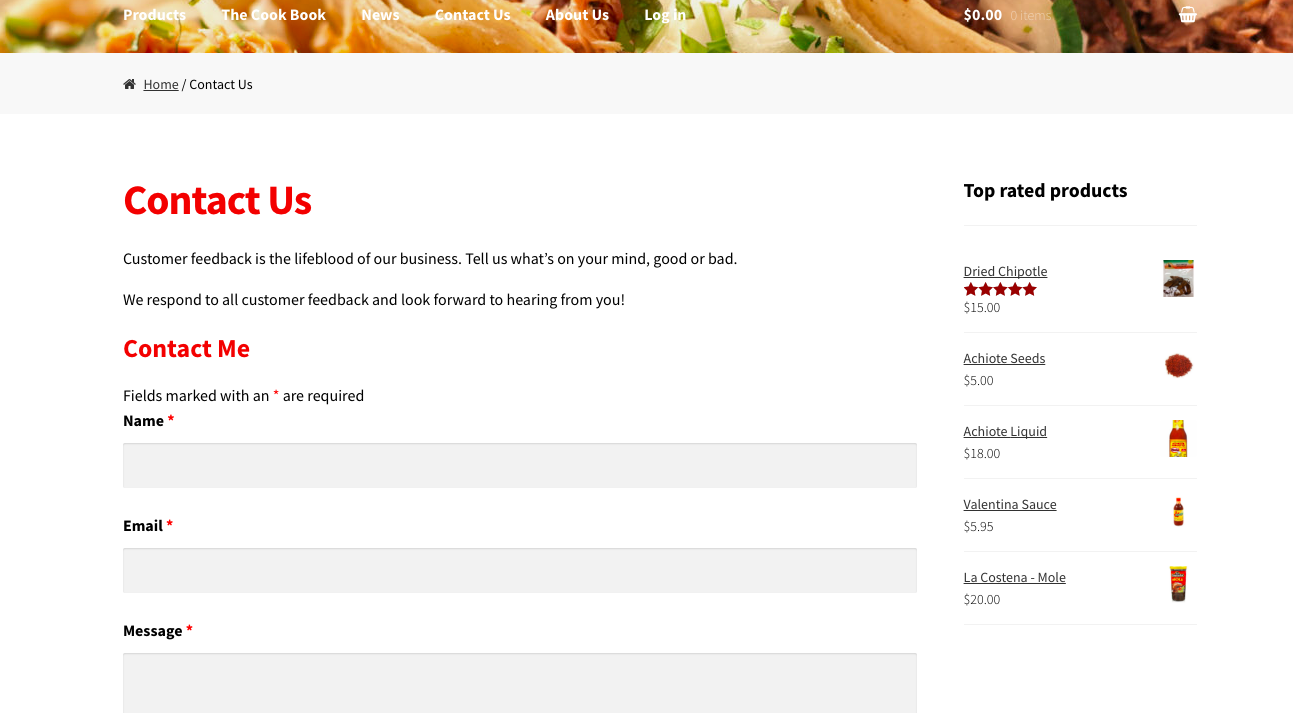 Products The Cook Book News Contact Us About Us Log In $0.00 0 items
Home / Contact Us
Contact Us
Customer feedback is the lifeblood of our business. Tell us what’s on your mind, good or bad.
We respond to all customer feedback and look forward to hearing from you!
Contact Me
Fields marked with an * are required
Name *
Email *
Message *
Top rated products
Dried Chipotle
$15.00
Achiote Seeds
$5.00
Achiote Liquid
$18.00
Valentina Sauce
$5.95
La Costena - Mole
$20.00